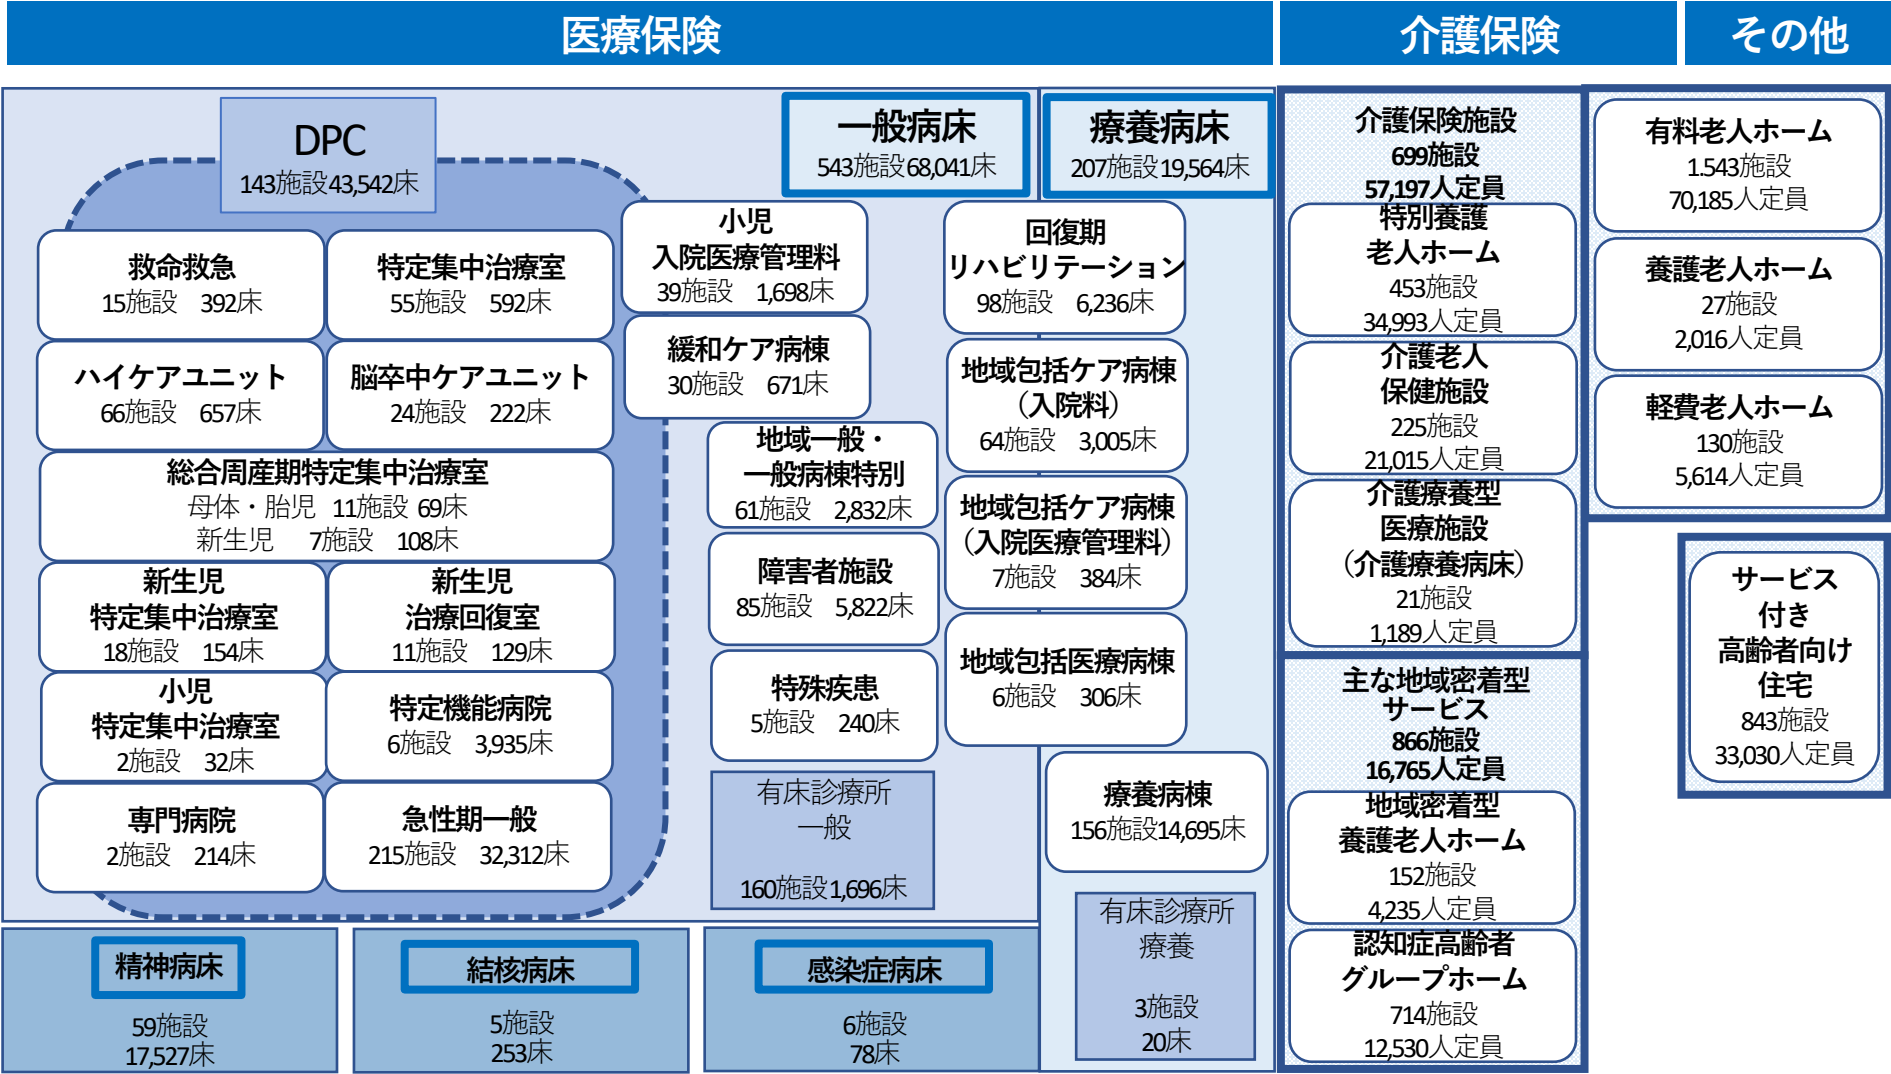 医療保険
介護保険
その他
DPC
143施設43,542床
一般病床
543施設68,041床
療養病床
207施設19,564床
救命救急
15施設 392床
特定集中治療室
55施設 592床
ハイケアユニット
66施設 657床
脳卒中ケアユニット
24施設 222床
総合周産期特定集中治療室
母体・胎児 11施設 69床
新生児 7施設 108床
新生児
特定集中治療室
18施設 154床
新生児
治療回復室
11施設 129床
小児
特定集中治療室
2施設 32床
特定機能病院
6施設 3,935床
専門病院
2施設 214床
急性期一般
215施設 32,312床
小児
入院医療管理料
39施設 1,698床
緩和ケア病棟
30施設 671床
地域一般・
一般病棟特別
61施設 2,832床
障害者施設
85施設 5,822床
特殊疾患
5施設 240床
有床診療所
一般
160施設1,696床
回復期
リハビリテーション
98施設 6,236床
地域包括ケア病棟
（入院料）
64施設 3,005床
地域包括ケア病棟
（入院医療管理料）
7施設 384床
地域包括医療病棟
6施設 306床
療養病棟
156施設14,695床
有床診療所
療養
3施設
20床
精神病床
59施設
17,527床
結核病床
5施設
253床
感染症病床
6施設
78床
介護保険施設
699施設
57,197人定員
特別養護
老人ホーム
453施設
34,993人定員
介護老人
保健施設
225施設
21,015人定員
介護療養型
医療施設
（介護療養病床）
21施設
1,189人定員
主な地域密着型
サービス
866施設
16,765人定員
地域密着型
養護老人ホーム
152施設
4,235人定員
認知症高齢者
グループホーム
714施設
12,530人定員
有料老人ホーム
1.543施設
70,185人定員
養護老人ホーム
27施設
2,016人定員
軽費老人ホーム
130施設
5,614人定員
サービス
付き
高齢者向け
住宅
843施設
33,030人定員